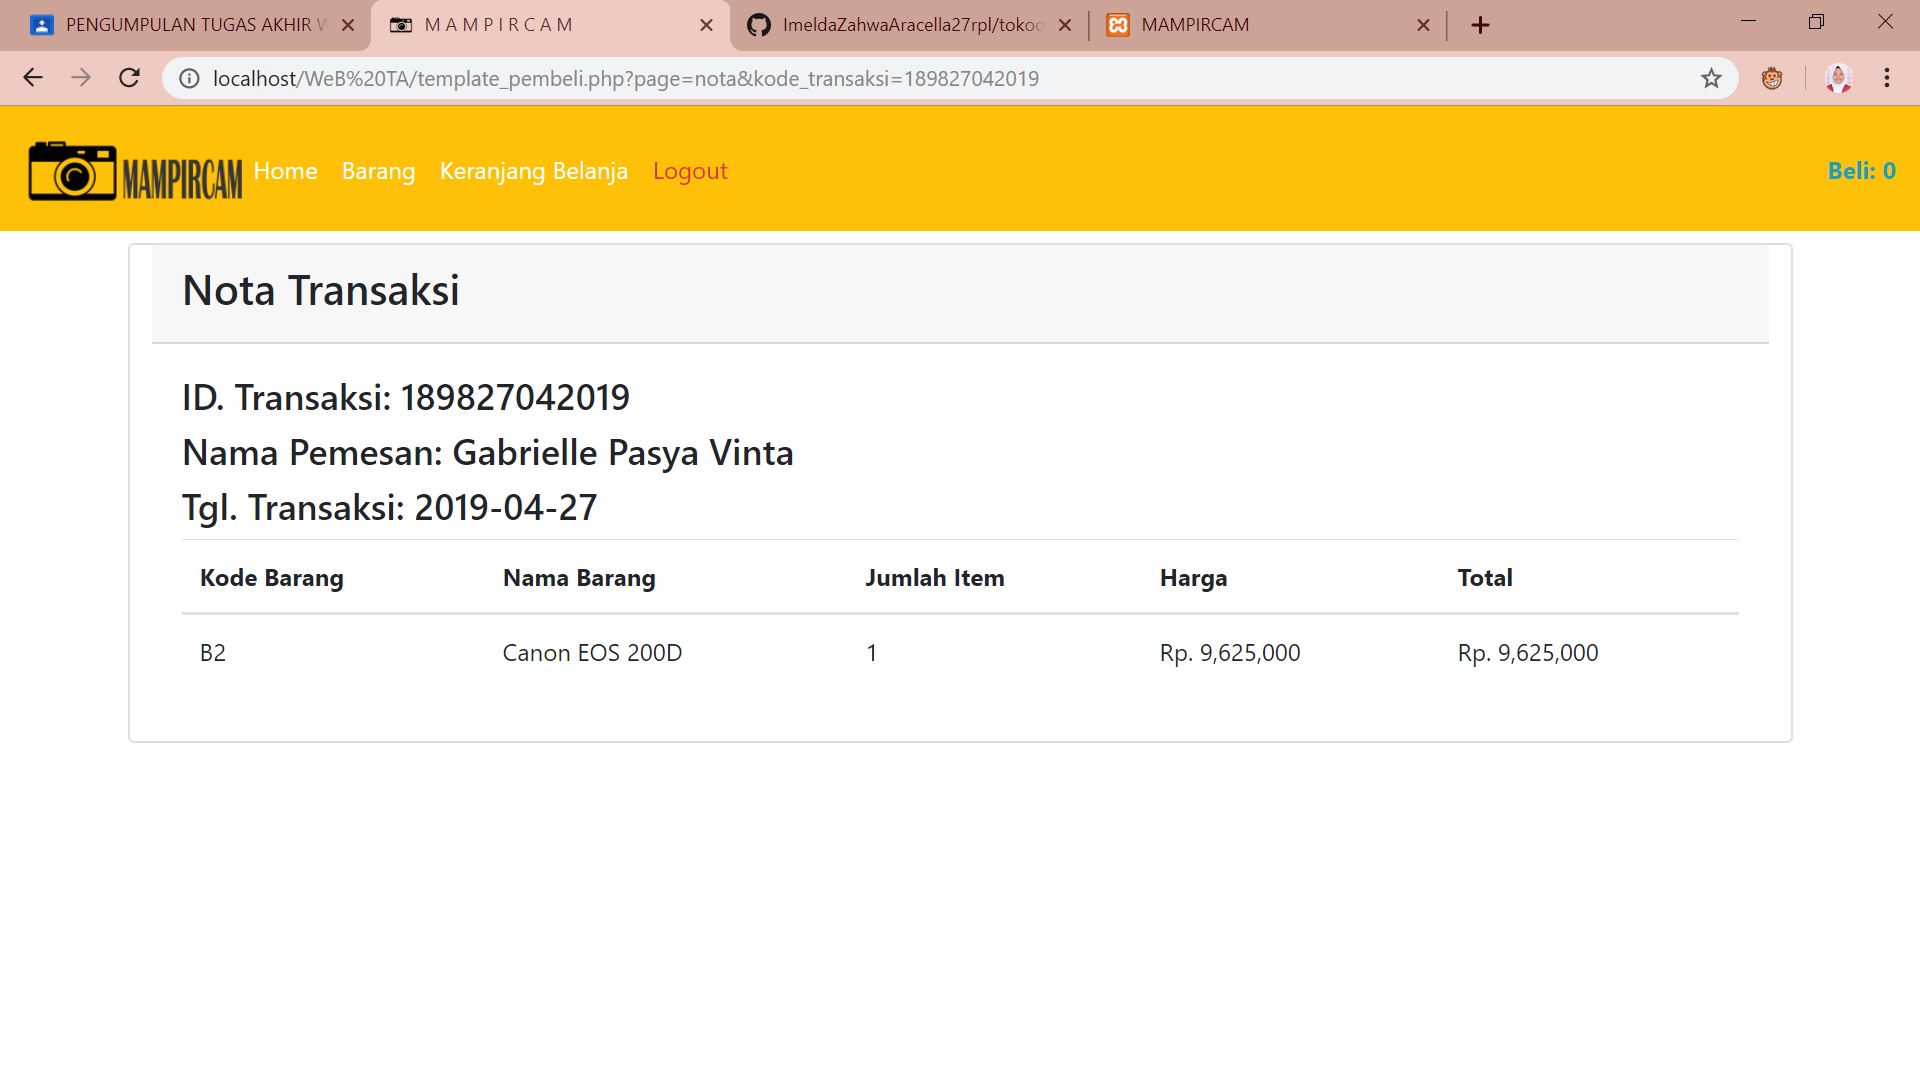 PENGUMPULAN TUGAS AKHIR W
M A M P I R C A M
ImeldaZahwaAracella27rpl/tokoo
MAMPIRCAM
localhost/WeB%20TA/template_pembeli.php?page=nota&kode_transaksi=189827042019
MAMPIRCAM Home Barang Keranjang Belanja Logout Beli: 0
Nota Transaksi
ID. Transaksi: 189827042019
Nama Pemesan: Gabrielle Pasya Vinta
Tgl. Transaksi: 2019-04-27
Kode Barang Nama Barang Jumlah Item Harga Total
B2 Canon EOS 200D 1 Rp. 9,625,000 Rp. 9,625,000